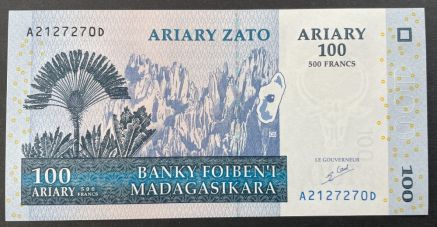 A2127270D
ARIARY ZATO
ARIARY
100
500 FRANCS
LE GOUVERNEUR
100
ARIARY 500
FRANCS
BANKY FOIBEN'I
MADAGASIKARA
A2127270D
100